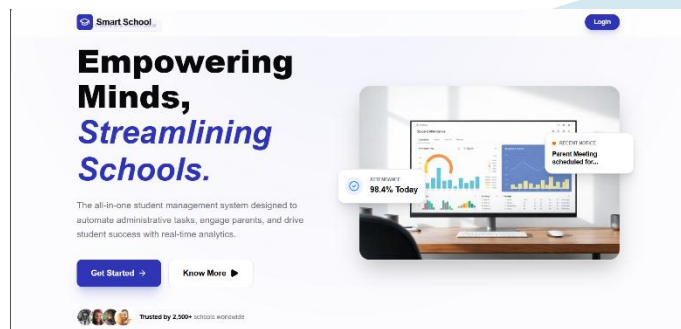 Smart School
Login
Empowering
Minds,
Streamlining
Schools.
The all-in-one student management system designed to
automate administrative tasks, engage parents, and drive
student success with real-time analytics.
Get Started →
Know More ▶
Trusted by 2,500+ schools worldwide
RECENT NOTICE
Parent Meeting
scheduled for...
ATTENDANCE
98.4% Today